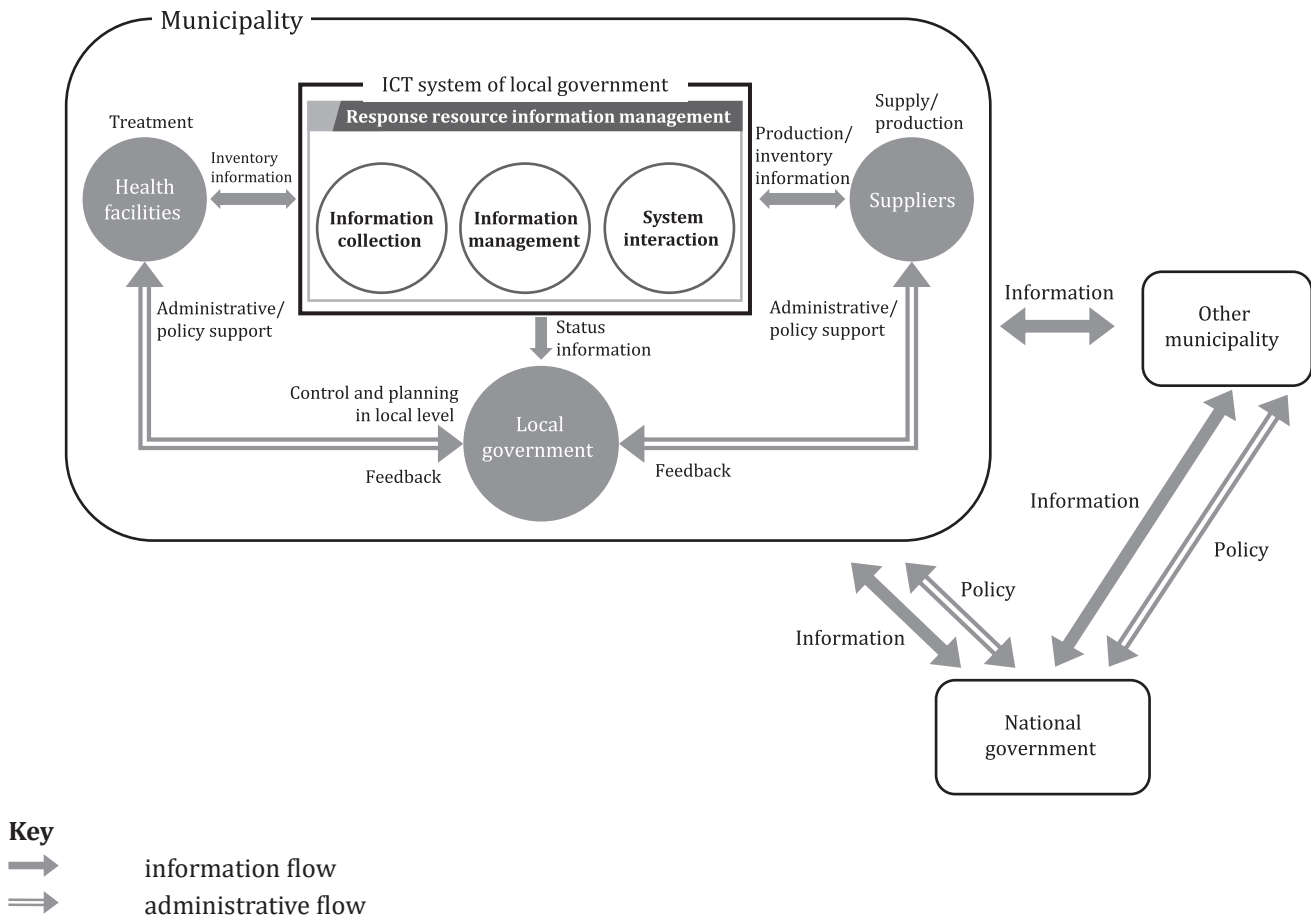 Municipality
ICT system of local government
Response resource information management
Treatment
Health
facilities
Inventory
information
Information
collection
Information
management
System
interaction
Production/
inventory
information
Supply/
production
Suppliers
Administrative/
policy support
Status
information
Administrative/
policy support
Control and planning
in local level
Local
government
Feedback
Feedback
Information
Other
municipality
Information
Policy
Policy
Information
National
government
Key
information flow
administrative flow